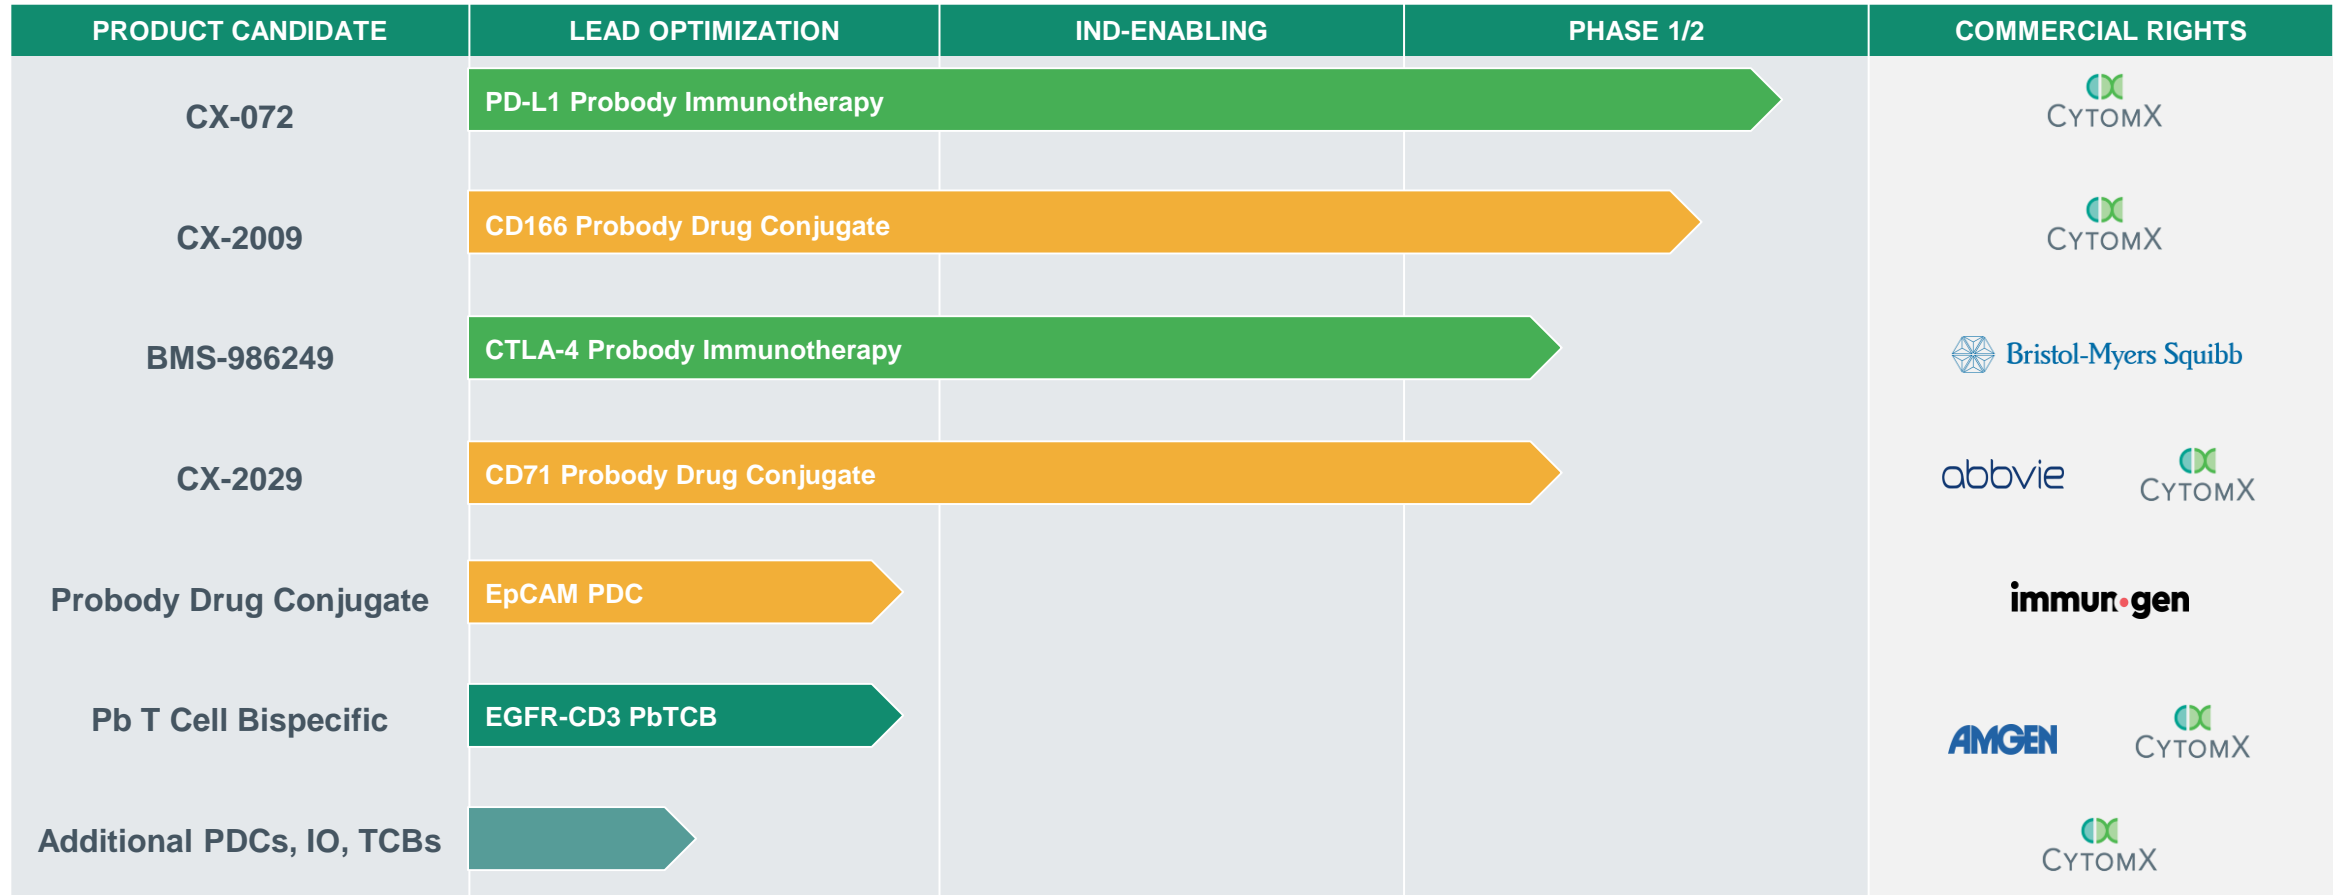 PRODUCT CANDIDATE LEAD OPTIMIZATION IND-ENABLING PHASE 1/2 COMMERCIAL RIGHTS
CX-072 PD-L1 Probody Immunotherapy CYTOMX
CX-2009 CD166 Probody Drug Conjugate CYTOMX
BMS-986249 CTLA-4 Probody Immunotherapy Bristol-Myers Squibb
CX-2029 CD71 Probody Drug Conjugate abbvie CYTOMX
Probody Drug Conjugate EpCAM PDC immun•gen
Pb T Cell Bispecific EGFR-CD3 PbTCB AMGEN CYTOMX
Additional PDCs, IO, TCBs CYTOMX